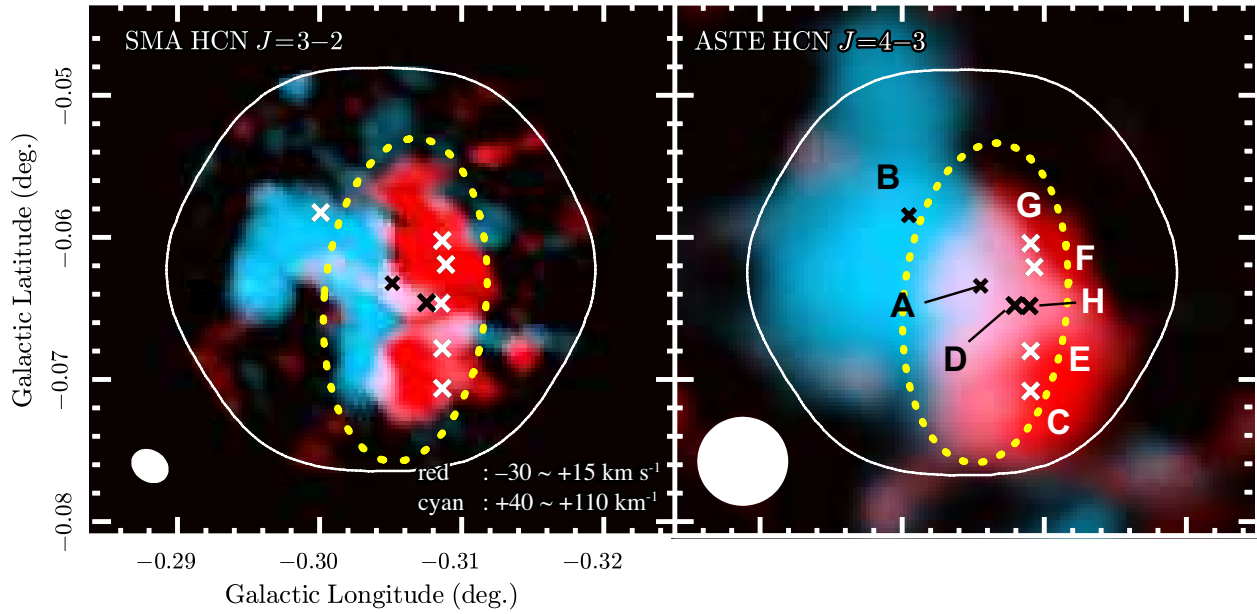 SMA HCN J=3−2
ASTE HCN J=4−3
−0.05
−0.06
−0.07
−0.08
Galactic Latitude (deg.)
B
G
F
A
H
D
E
C
red : –30 ~ +15 km s-1
cyan : +40 ~ +110 km-1
−0.29 −0.30 −0.31 −0.32
Galactic Longitude (deg.)